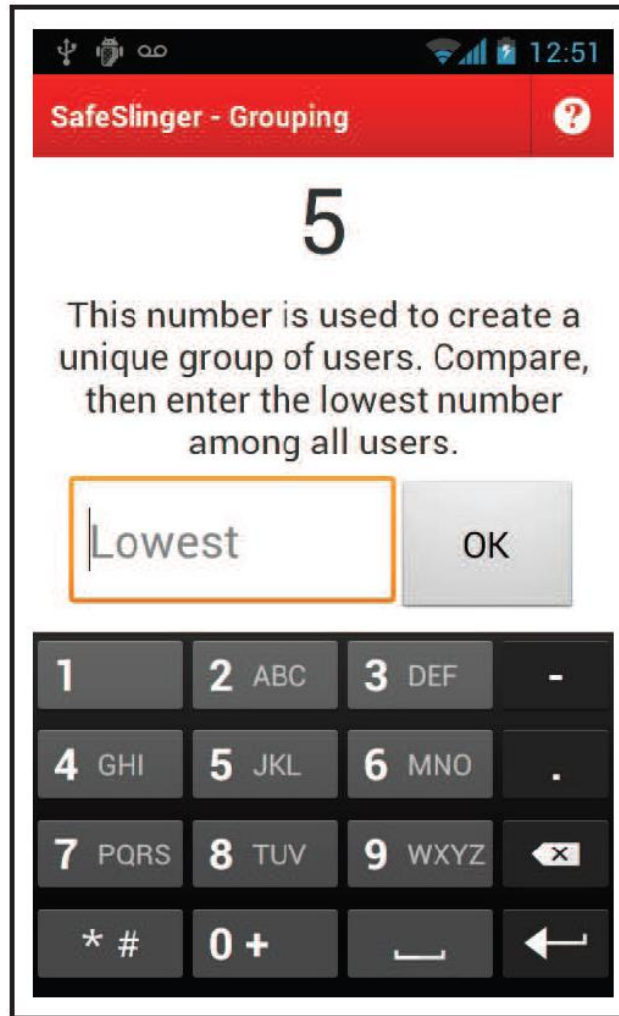 12:51
SafeSlinger - Grouping ?
5
This number is used to create a
unique group of users. Compare,
then enter the lowest number
among all users.
Lowest OK
1 2 ABC 3 DEF -
4 GHI 5 JKL 6 MNO .
7 PQRS 8 TUV 9 WXYZ
* # 0 +